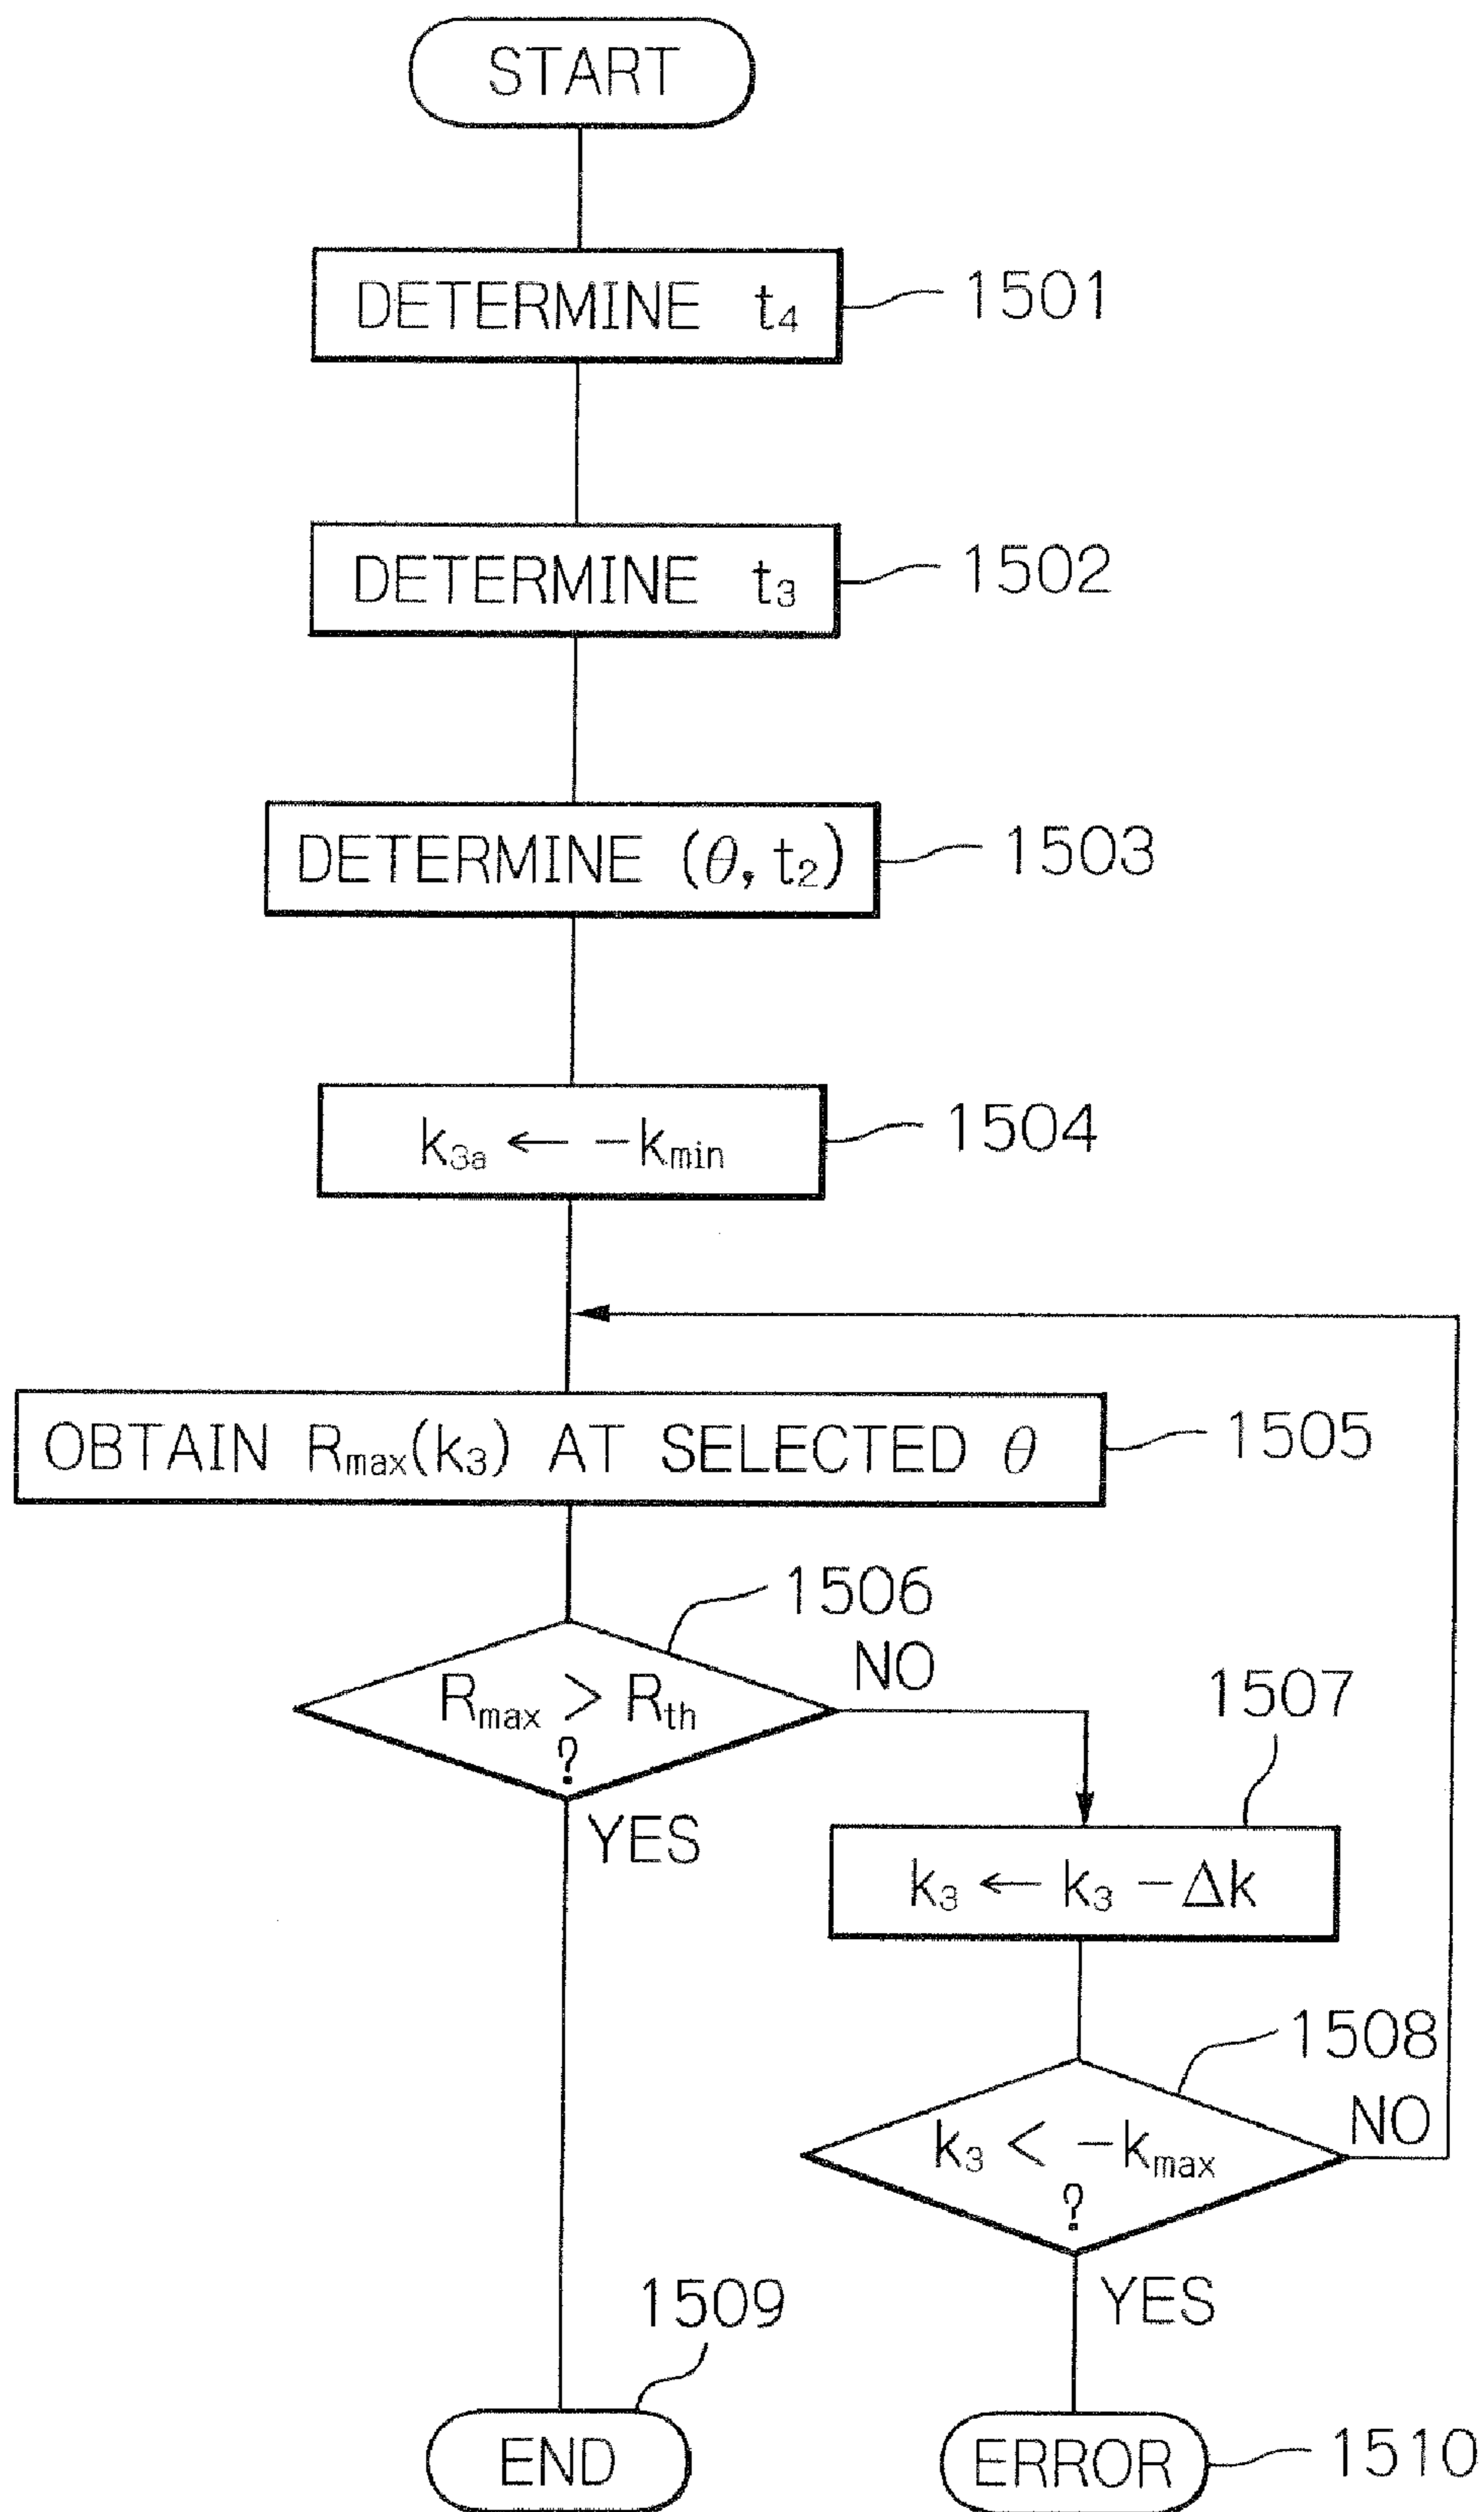 START
DETERMINE t₄
1501
DETERMINE t₃
1502
DETERMINE (θ, t₂)
1503
k₃ₐ ← −kmin
1504
OBTAIN Rmax(k₃) AT SELECTED θ
1505
1506
Rmax > Rth
?
NO
YES
1507
k₃ ← k₃ −Δk
1508
k₃ < −kmax
?
NO
YES
1509
END
ERROR
1510